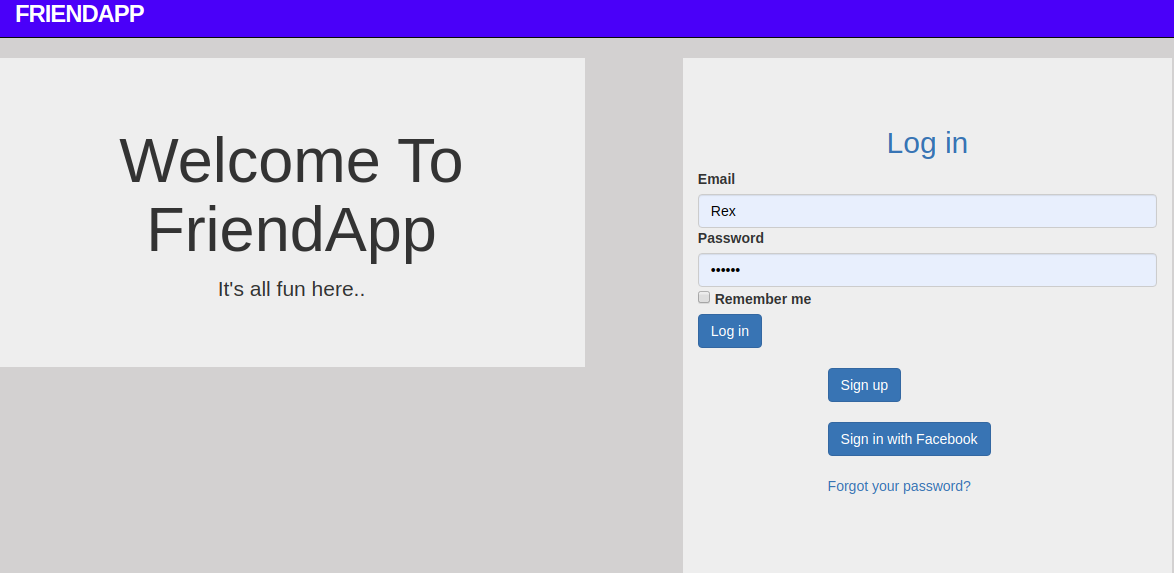 FRIENDAPP
Welcome To
FriendApp
It's all fun here..
Log in
Email
Rex
Password
••••••
Remember me
Log in
Sign up
Sign in with Facebook
Forgot your password?